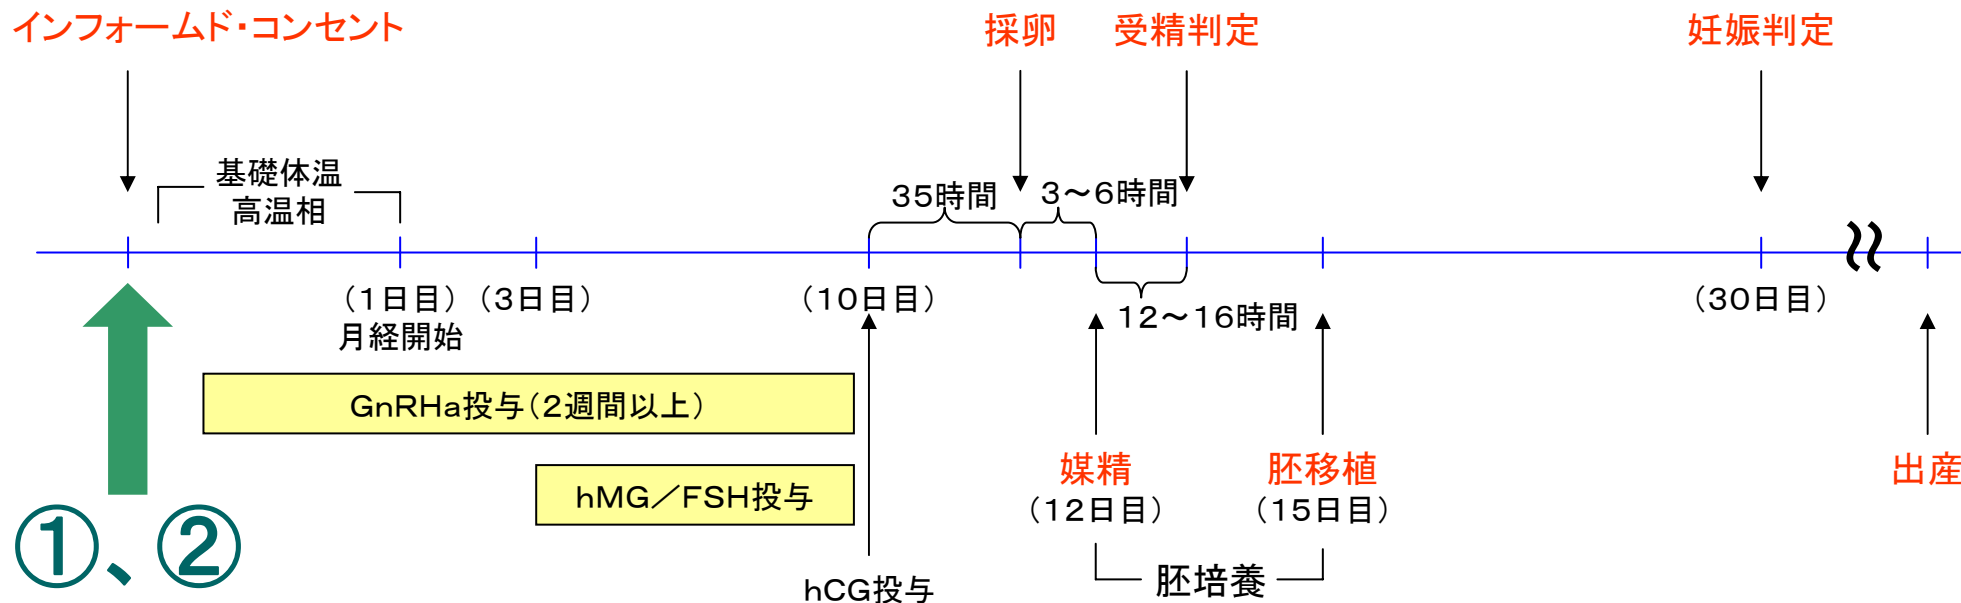 インフォームド・コンセント
採卵
受精判定
妊娠判定
基礎体温
高温相
35時間
3～6時間
（1日目）
（3日目）
（10日目）
（30日目）
月経開始
12～16時間
GnRHa投与（2週間以上）
hMG／FSH投与
媒精
（12日目）
胚移植
（15日目）
出産
①、②
hCG投与
胚培養